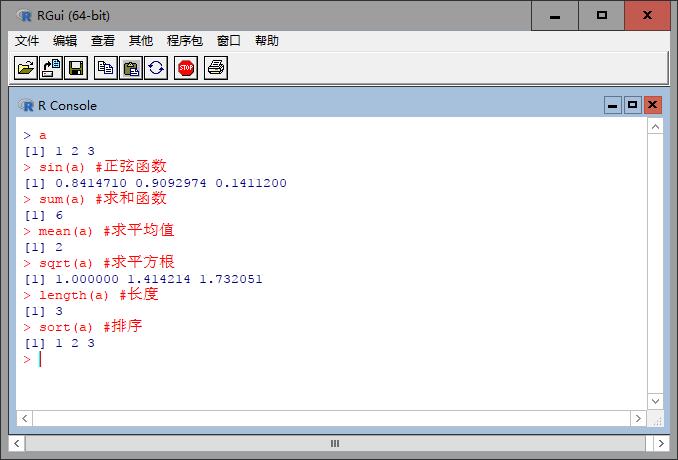 RGui (64-bit)
文件 编辑 查看 其他 程序包 窗口 帮助
STOP
R Console
> a
[1] 1 2 3
> sin(a) #正弦函数
[1] 0.8414710 0.9092974 0.1411200
> sum(a) #求和函数
[1] 6
> mean(a) #求平均值
[1] 2
> sqrt(a) #求平方根
[1] 1.000000 1.414214 1.732051
> length(a) #长度
[1] 3
> sort(a) #排序
[1] 1 2 3
>